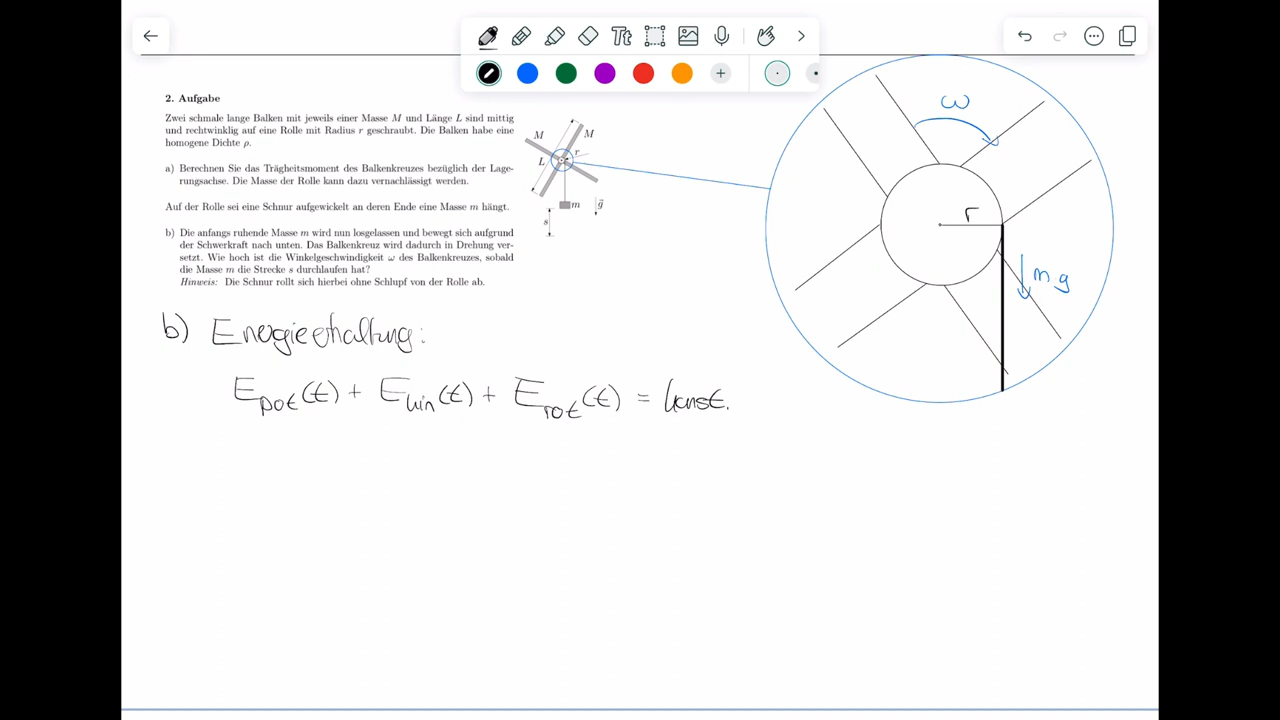 Tt
2. Aufgabe
Zwei schmale lange Balken mit jeweils einer Masse M und Länge L sind mittig
und rechtwinklig auf eine Rolle mit Radius r geschraubt. Die Balken habe eine
homogene Dichte ρ.
a) Berechnen Sie das Trägheitsmoment des Balkenkreuzes bezüglich der Lage-
rungsachse. Die Masse der Rolle kann dazu vernachlässigt werden.
Auf der Rolle sei eine Schnur aufgewickelt an deren Ende eine Masse m hängt.
b) Die anfangs ruhende Masse m wird nun losgelassen und bewegt sich aufgrund
der Schwerkraft nach unten. Das Balkenkreuz wird dadurch in Drehung ver-
setzt. Wie hoch ist die Winkelgeschwindigkeit ω des Balkenkreuzes, sobald
die Masse m die Strecke s durchlaufen hat?
Hinweis: Die Schnur rollt sich hierbei ohne Schlupf von der Rolle ab.
M
M
r
L
m
g⃗
s
ω
r
m g
b) Energieerhaltung:
E_pot(t) + E_kin(t) + E_rot(t) = konst.